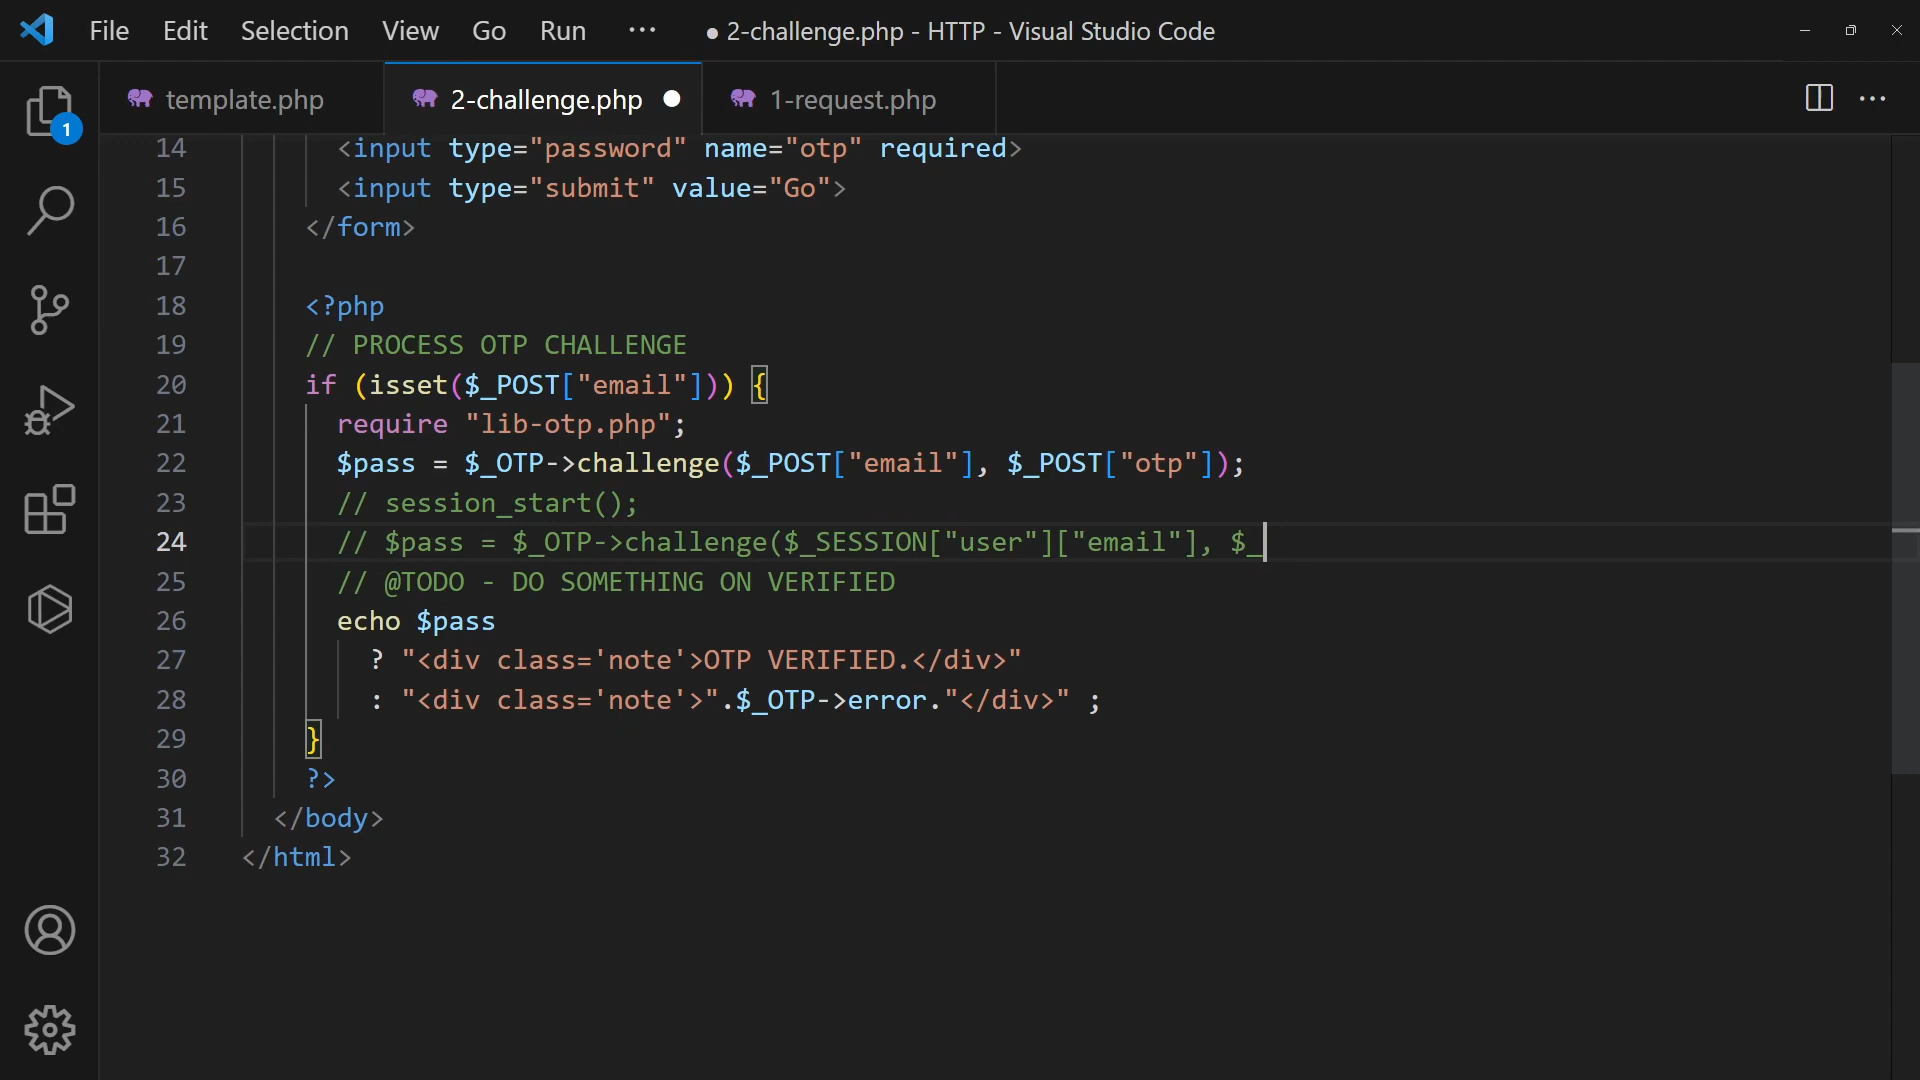 File Edit Selection View Go Run ··· ● 2-challenge.php - HTTP - Visual Studio Code
template.php 2-challenge.php ● 1-request.php ···
1
14 <input type="password" name="otp" required>
15 <input type="submit" value="Go">
16 </form>
17
18 <?php
19 // PROCESS OTP CHALLENGE
20 if (isset($_POST["email"])) {
21 require "lib-otp.php";
22 $pass = $_OTP->challenge($_POST["email"], $_POST["otp"]);
23 // session_start();
24 // $pass = $_OTP->challenge($_SESSION["user"]["email"], $_
25 // @TODO - DO SOMETHING ON VERIFIED
26 echo $pass
27 ? "<div class='note'>OTP VERIFIED.</div>"
28 : "<div class='note'>".$_OTP->error."</div>" ;
29 }
30 ?>
31 </body>
32 </html>